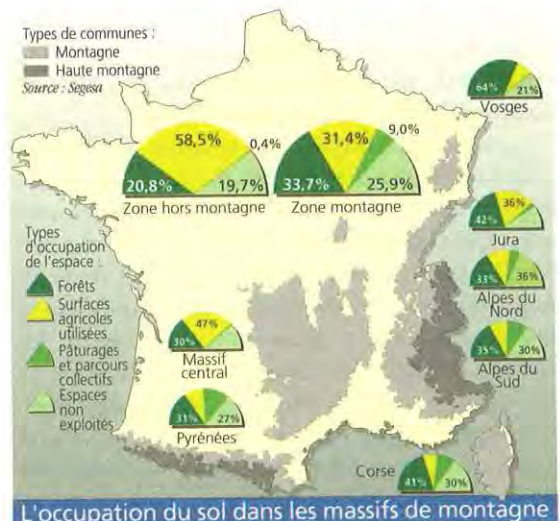 Types de communes :
Montagne
Haute montagne
Source : Segesa
58,5%
0,4%
20,8%
19,7%
Zone hors montagne
31,4%
9,0%
33,7%
25,9%
Zone montagne
64%
21%
Vosges
36%
42%
Jura
33%
36%
Alpes du
Nord
35%
30%
Alpes du
Sud
Types
d'occupation
de l'espace :
Forêts
Surfaces
agricoles
utilisées
Pâturages
et parcours
collectifs
Espaces
non
exploités
47%
30%
Massif
central
31%
27%
Pyrénées
Corse
41%
30%
L'occupation du sol dans les massifs de montagne